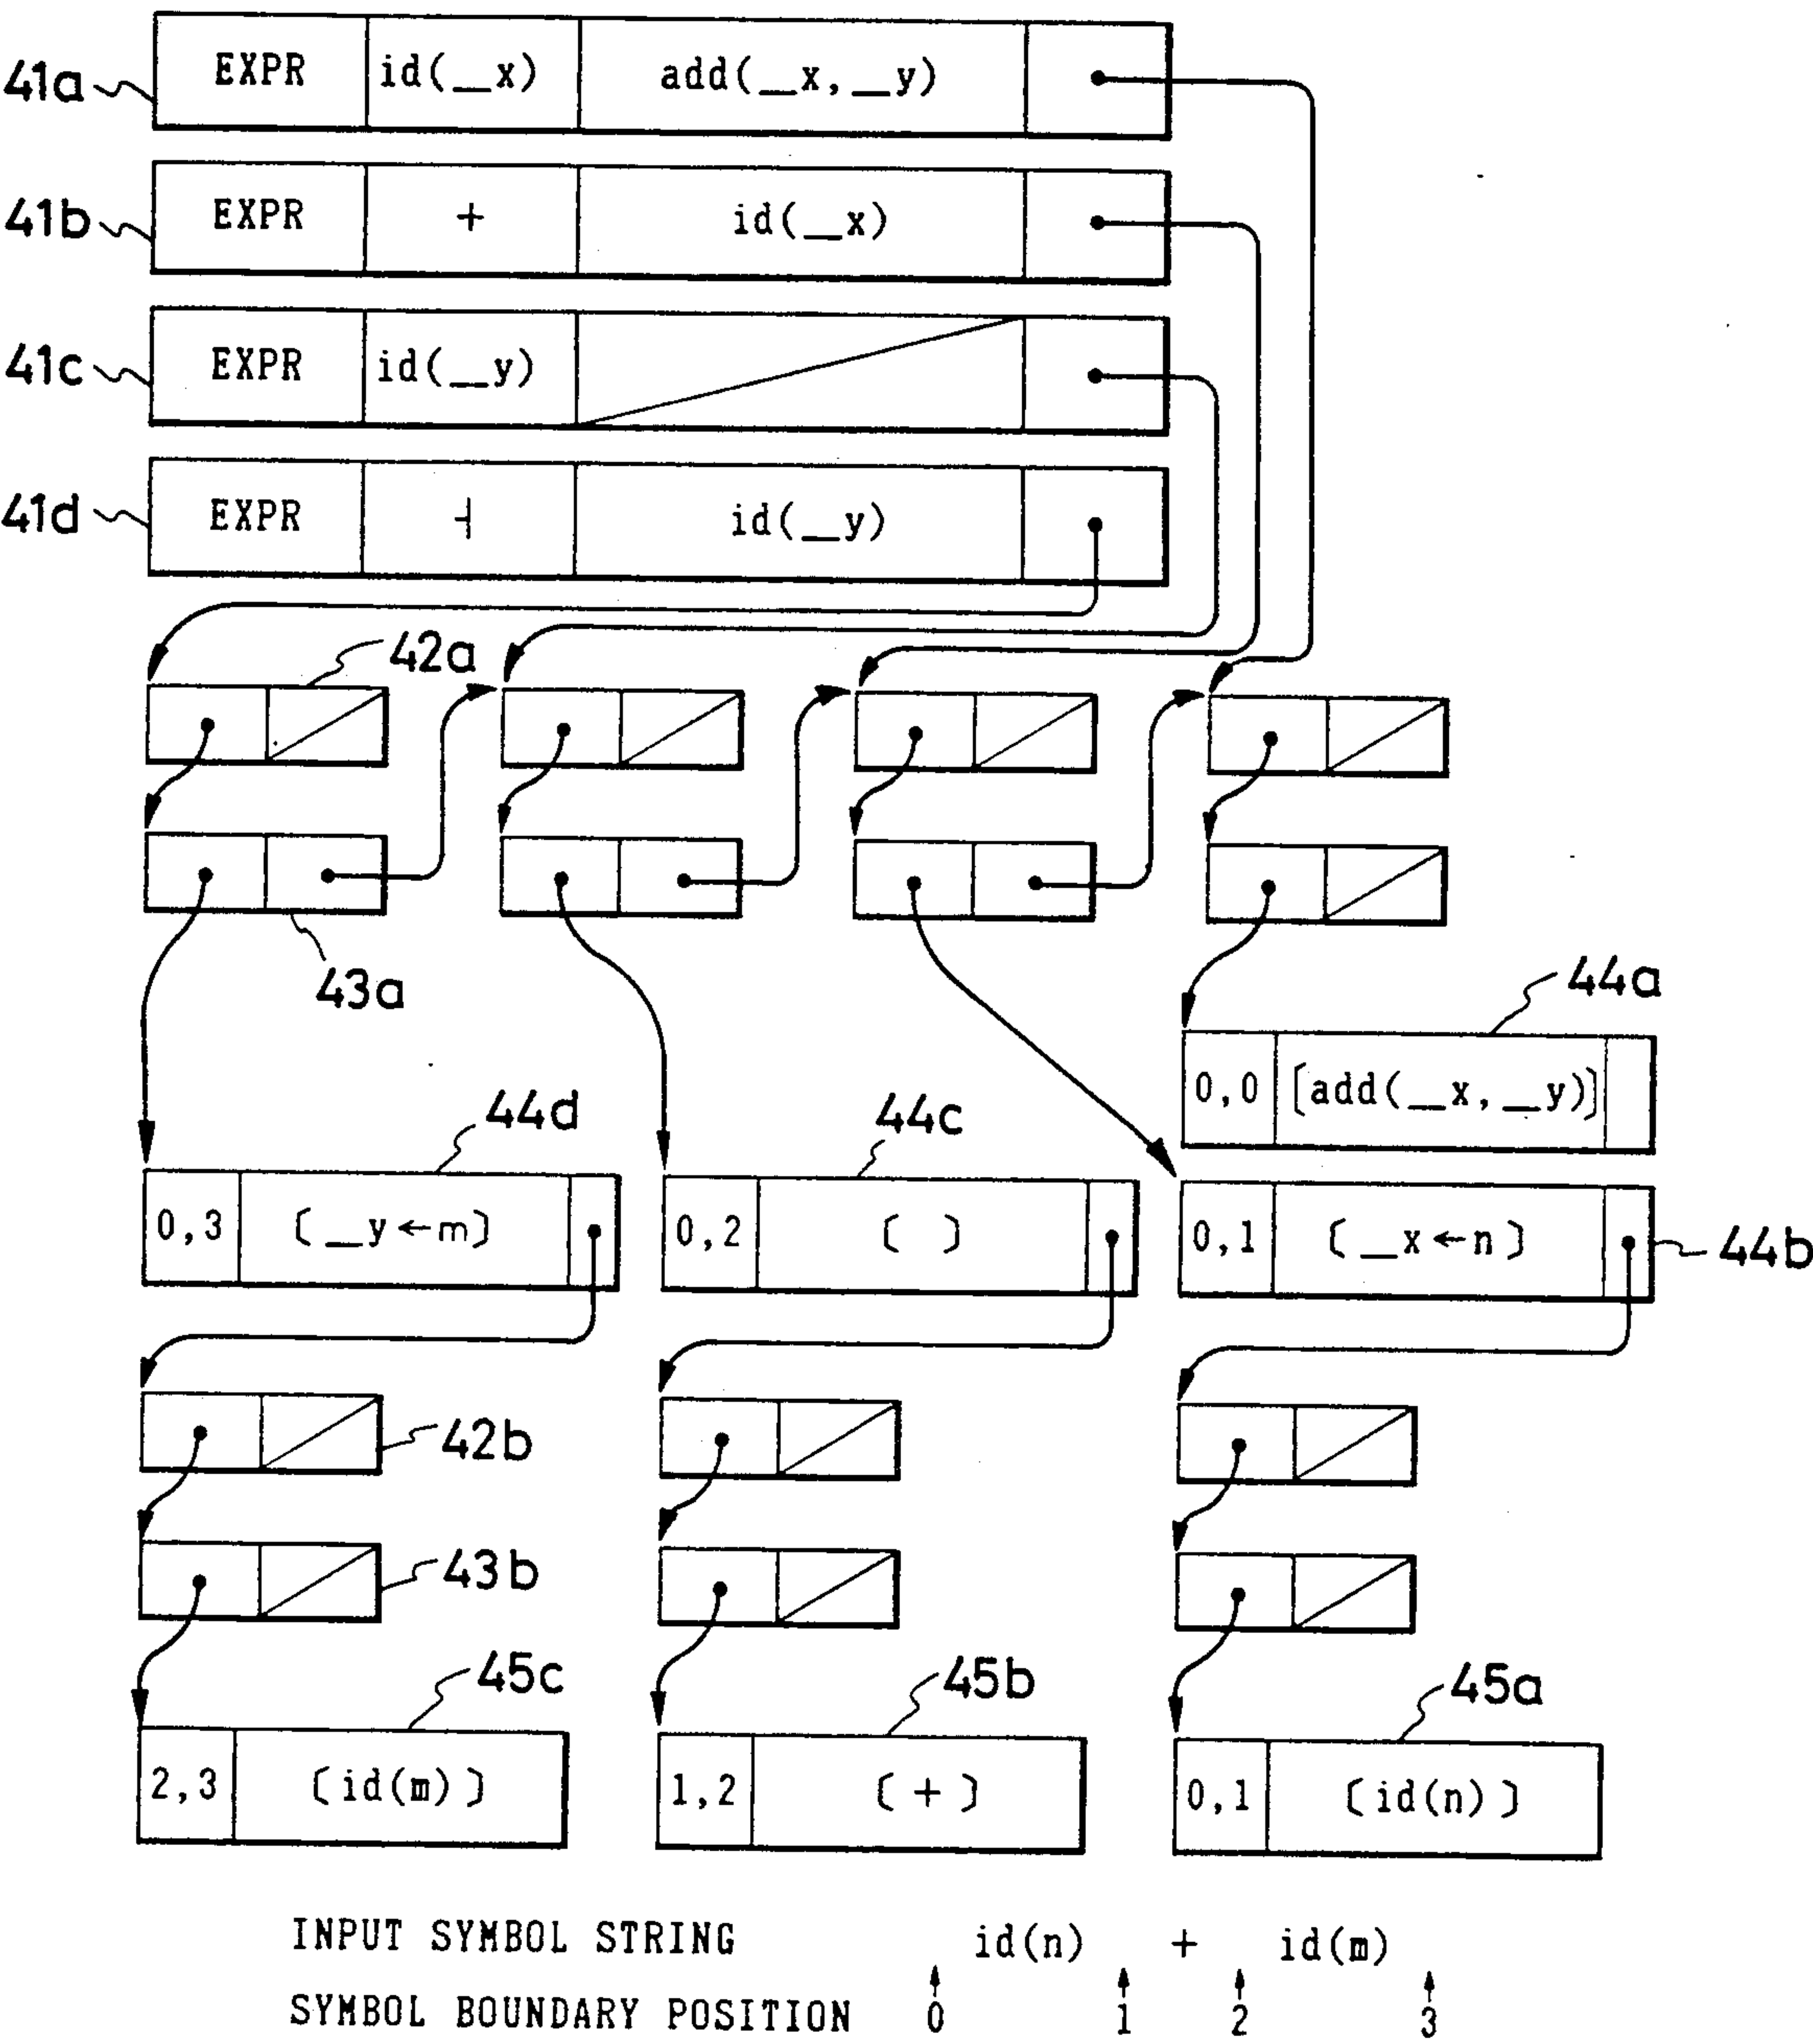 41a EXPR id(__x) add(__x,__y)
41b EXPR + id(__x)
41c EXPR id(__y)
41d EXPR ⊣ id(__y)
42a
43a
44a
0,0 [add(__x,__y)]
44d 44c
0,3 [__y←m] 0,2 [ ] 0,1 [__x←n] 44b
42b
43b
45c 45b 45a
2,3 [id(m)] 1,2 [+] 0,1 [id(n)]
INPUT SYMBOL STRING id(n) + id(m)
SYMBOL BOUNDARY POSITION 0 1 2 3